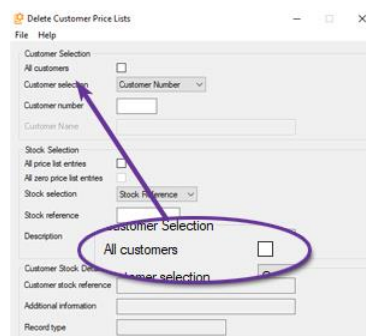 Delete Customer Price Lists
File Help
Customer Selection
All customers
Customer selection Customer Number
Customer number
Customer Name
Stock Selection
All price list entries
All zero price list entries
Stock selection Stock Reference
Stock reference
Customer Selection
Description
All customers
Customer Stock
Customer selection
Customer stock reference
Additional information
Record type